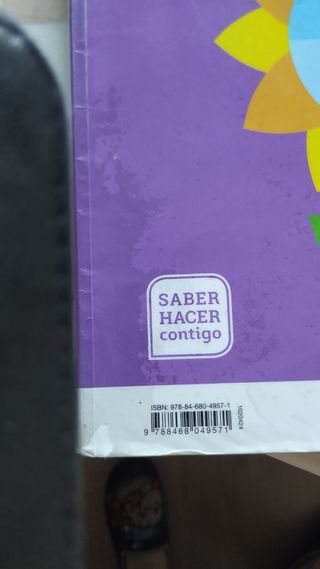 SABER
HACER
contigo
ISBN: 978-84-680-4957-1
1020424
9 788468 049571